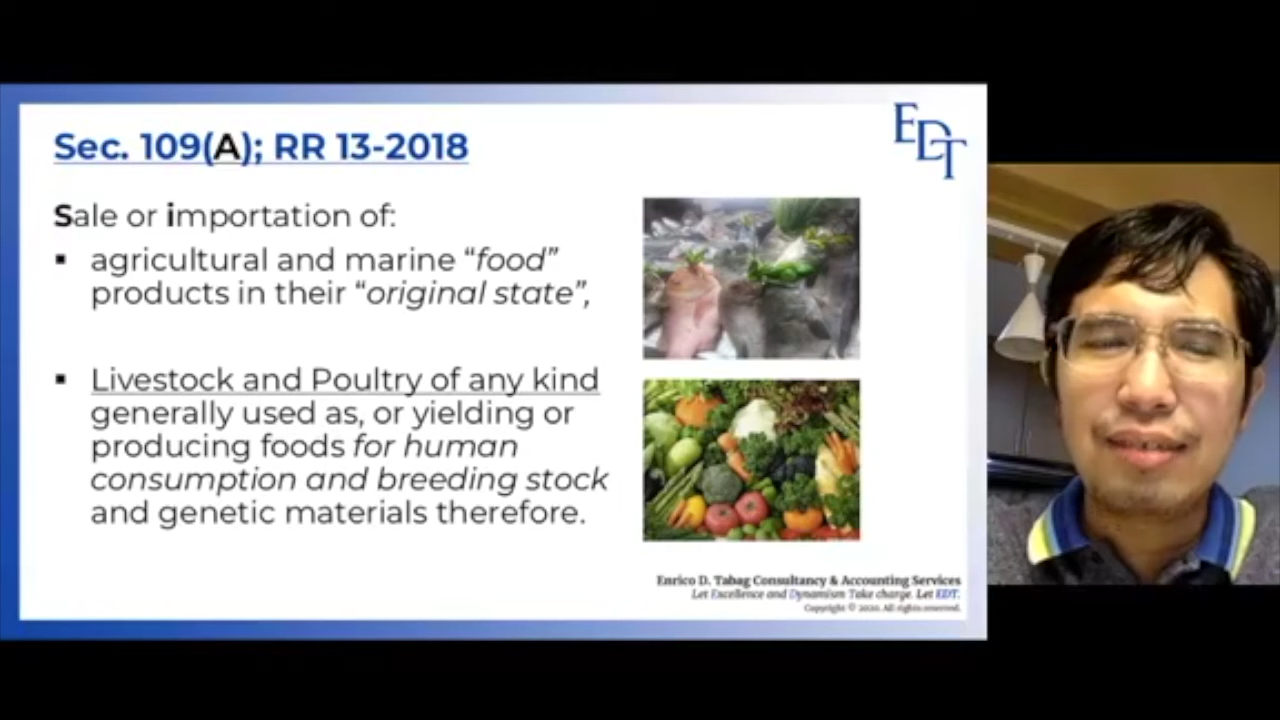 Sec. 109(A); RR 13-2018
EDT
Sale or importation of:
▪ agricultural and marine “food”
products in their “original state”,
▪ Livestock and Poultry of any kind
generally used as, or yielding or
producing foods for human
consumption and breeding stock
and genetic materials therefore.
Enrico D. Tabag Consultancy & Accounting Services
Let Excellence and Dynamism Take charge. Let EDT.
Copyright © 2020. All rights reserved.